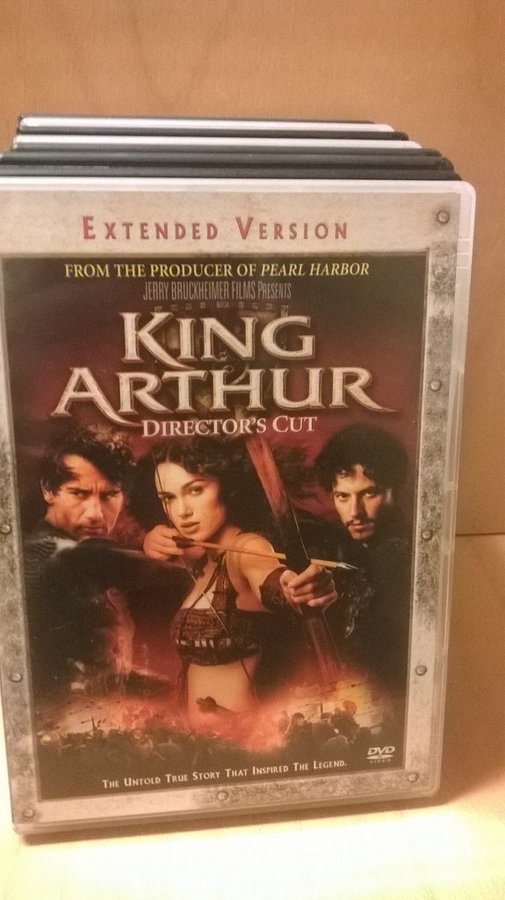 EXTENDED VERSION
FROM THE PRODUCER OF PEARL HARBOR
JERRY BRUCKHEIMER FILMS PRESENTS
KING
ARTHUR
DIRECTOR'S CUT
THE UNTOLD TRUE STORY THAT INSPIRED THE LEGEND.
DVD
VIDEO